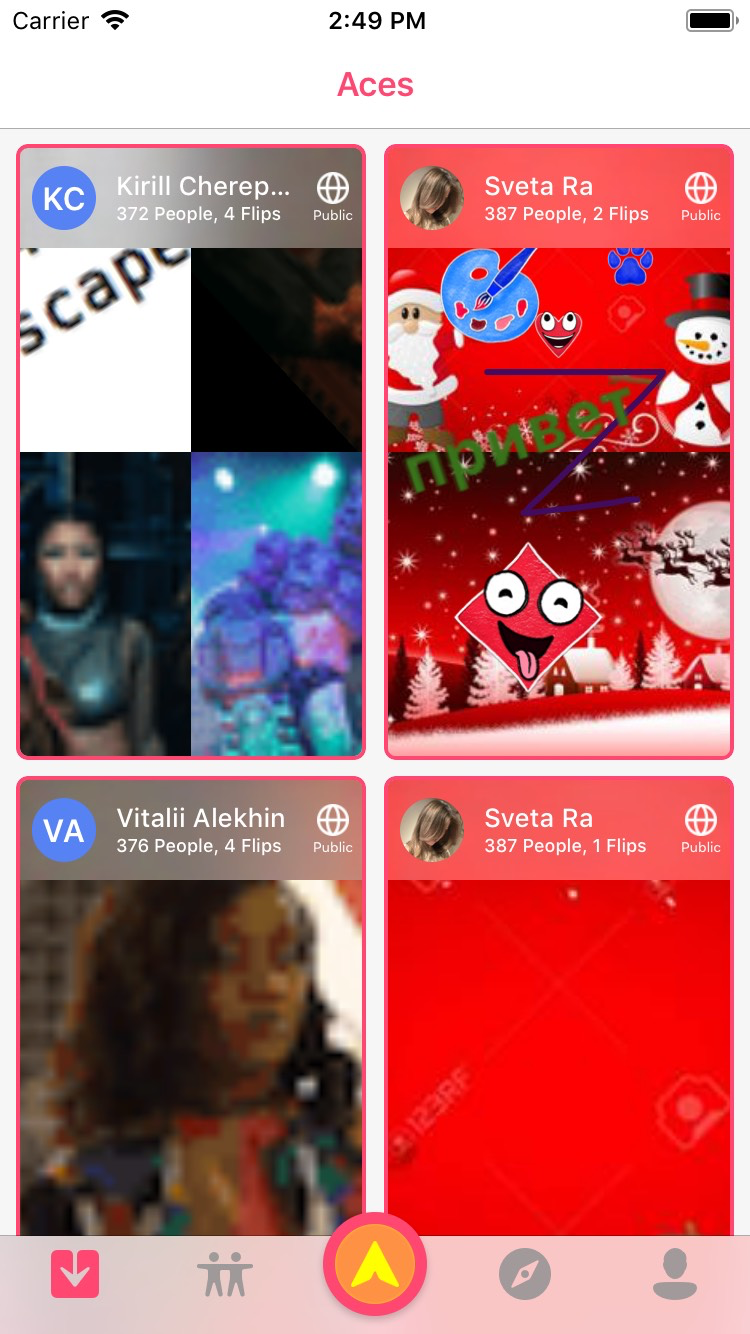 Carrier
2:49 PM
Aces
KC
Kirill Cherep...
372 People, 4 Flips
Public
Sveta Ra
387 People, 2 Flips
Public
scape
привет
VA
Vitalii Alekhin
376 People, 4 Flips
Public
Sveta Ra
387 People, 1 Flips
Public
123RF